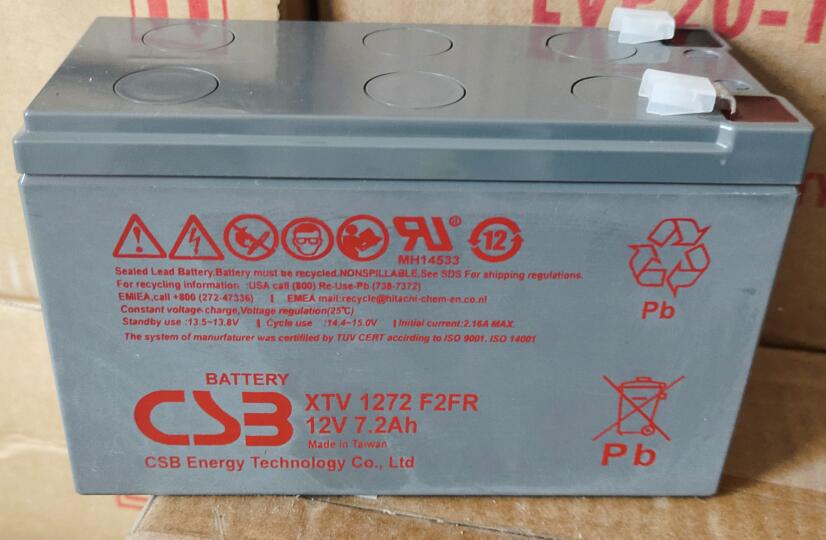 LVP20-1
RU®
MH14533
12
Sealed Lead Battery.Battery must be recycled.NONSPILLABLE.See SDS For shipping regulations.
For recycling information :USA call (800) Re-Use-Pb (738-7372)
EMIEA,call +800 (272-47336) | EMEA mail:recycle@hitachi-chem-en.co.nl
Constant voltage charge,Voltage regulation(25℃)
Standby use :13.5~13.8V | Cycle use :14.4~15.0V | Initial current:2.16A MAX.
The system of manurfaturer was certified by TUV CERT airciding to ISO 9001. ISO 14001
Pb
BATTERY
CSB XTV 1272 F2FR
12V 7.2Ah
Made in Taiwan
CSB Energy Technology Co., Ltd
Pb